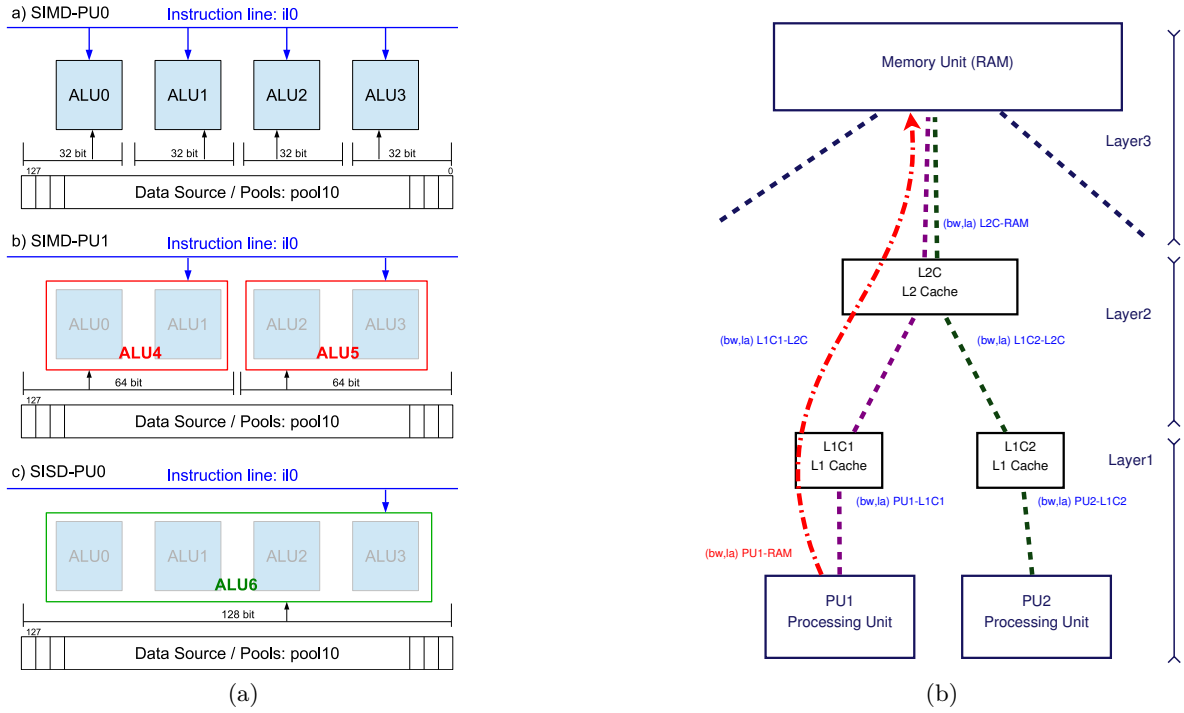 a) SIMD-PU0
Instruction line: il0
ALU0
ALU1
ALU2
ALU3
32 bit
32 bit
32 bit
32 bit
127
0
Data Source / Pools: pool10
b) SIMD-PU1
Instruction line: il0
ALU0
ALU1
ALU2
ALU3
ALU4
ALU5
64 bit
64 bit
127
Data Source / Pools: pool10
c) SISD-PU0
Instruction line: il0
ALU0
ALU1
ALU2
ALU3
ALU6
128 bit
127
Data Source / Pools: pool10
(a)
Memory Unit (RAM)
Layer3
(bw,la) L2C-RAM
L2C
L2 Cache
Layer2
(bw,la) L1C1-L2C
(bw,la) L1C2-L2C
L1C1
L1 Cache
L1C2
L1 Cache
Layer1
(bw,la) PU1-L1C1
(bw,la) PU2-L1C2
(bw,la) PU1-RAM
PU1
Processing Unit
PU2
Processing Unit
(b)